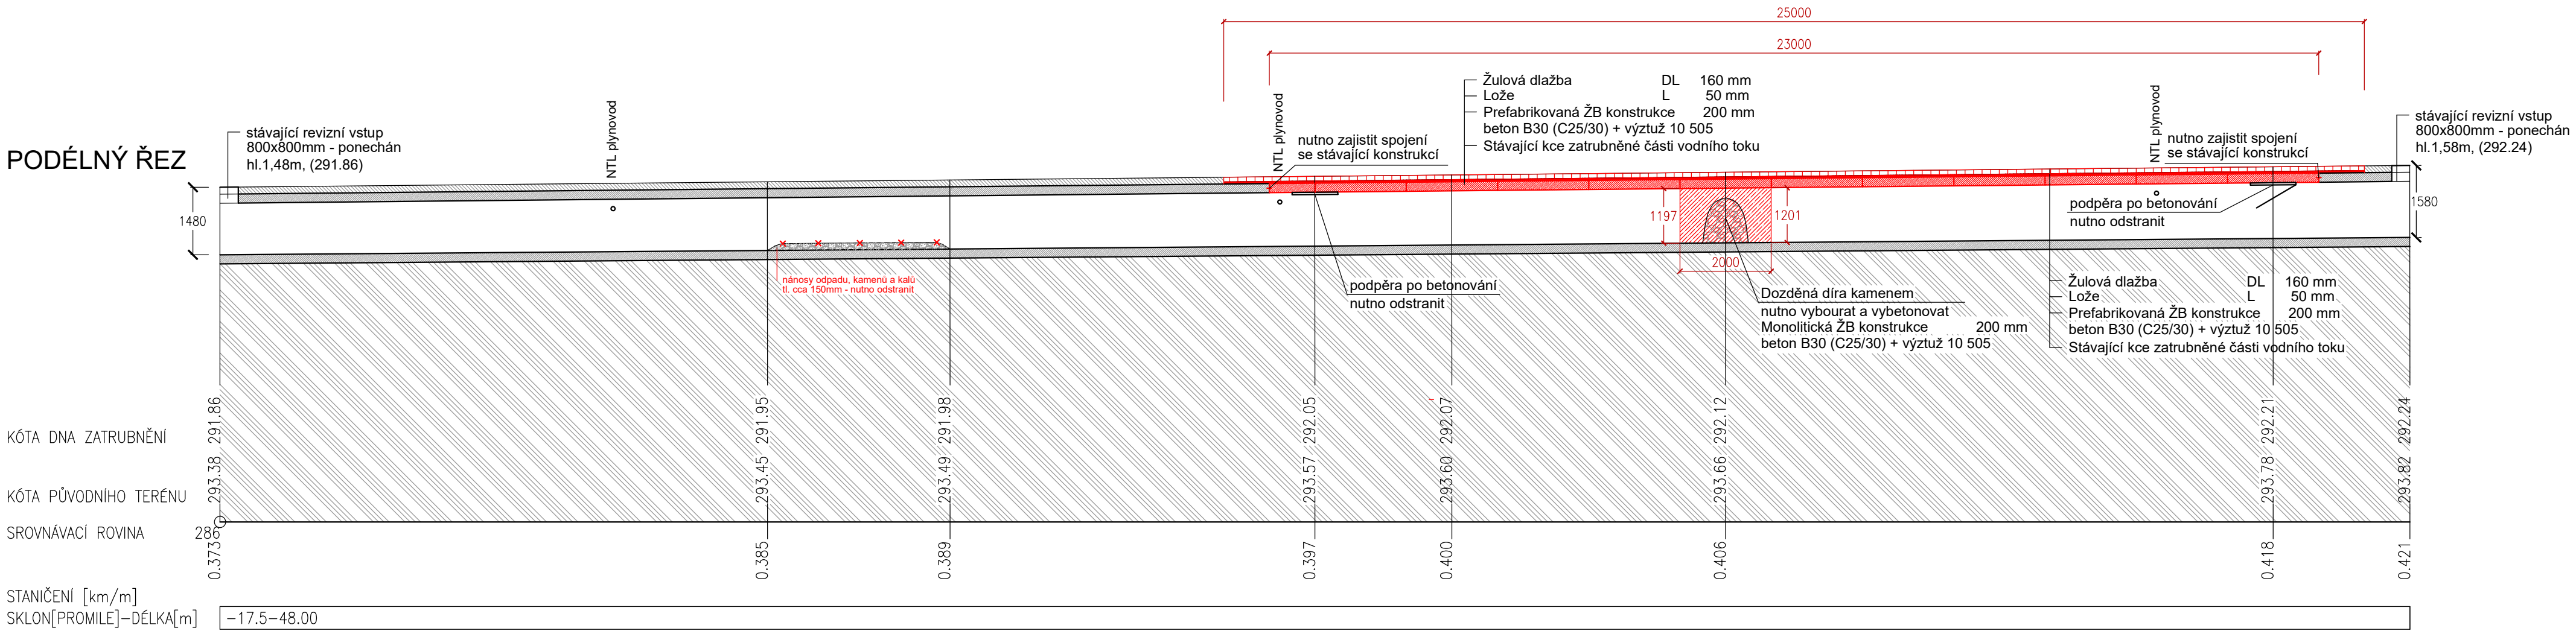 25000
23000
PODÉLNÝ ŘEZ
stávající revizní vstup
800x800mm - ponechán
hl.1,48m, (291.86)
NTL plynovod
NTL plynovod
nutno zajistit spojení
se stávající konstrukcí
Žulová dlažba DL 160 mm
Lože L 50 mm
Prefabrikovaná ŽB konstrukce 200 mm
beton B30 (C25/30) + výztuž 10 505
Stávající kce zatrubněné části vodního toku
NTL plynovod
nutno zajistit spojení
se stávající konstrukcí
stávající revizní vstup
800x800mm - ponechán
hl.1,58m, (292.24)
1480
1197
1201
1580
2000
podpěra po betonování
nutno odstranit
nánosy odpadu, kamenů a kalů
tl. cca 150mm - nutno odstranit
podpěra po betonování
nutno odstranit
Dozděná díra kamenem
nutno vybourat a vybetonovat
Monolitická ŽB konstrukce 200 mm
beton B30 (C25/30) + výztuž 10 505
Žulová dlažba DL 160 mm
Lože L 50 mm
Prefabrikovaná ŽB konstrukce 200 mm
beton B30 (C25/30) + výztuž 10 505
Stávající kce zatrubněné části vodního toku
KÓTA DNA ZATRUBNĚNÍ 291.86 291.95 291.98 292.05 292.07 292.12 292.21 292.24
KÓTA PŮVODNÍHO TERÉNU 293.38 293.45 293.49 293.57 293.60 293.66 293.78 293.82
SROVNÁVACÍ ROVINA 286
STANIČENÍ [km/m] 0.373 0.385 0.389 0.397 0.400 0.406 0.418 0.421
SKLON[PROMILE]-DÉLKA[m] -17.5-48.00